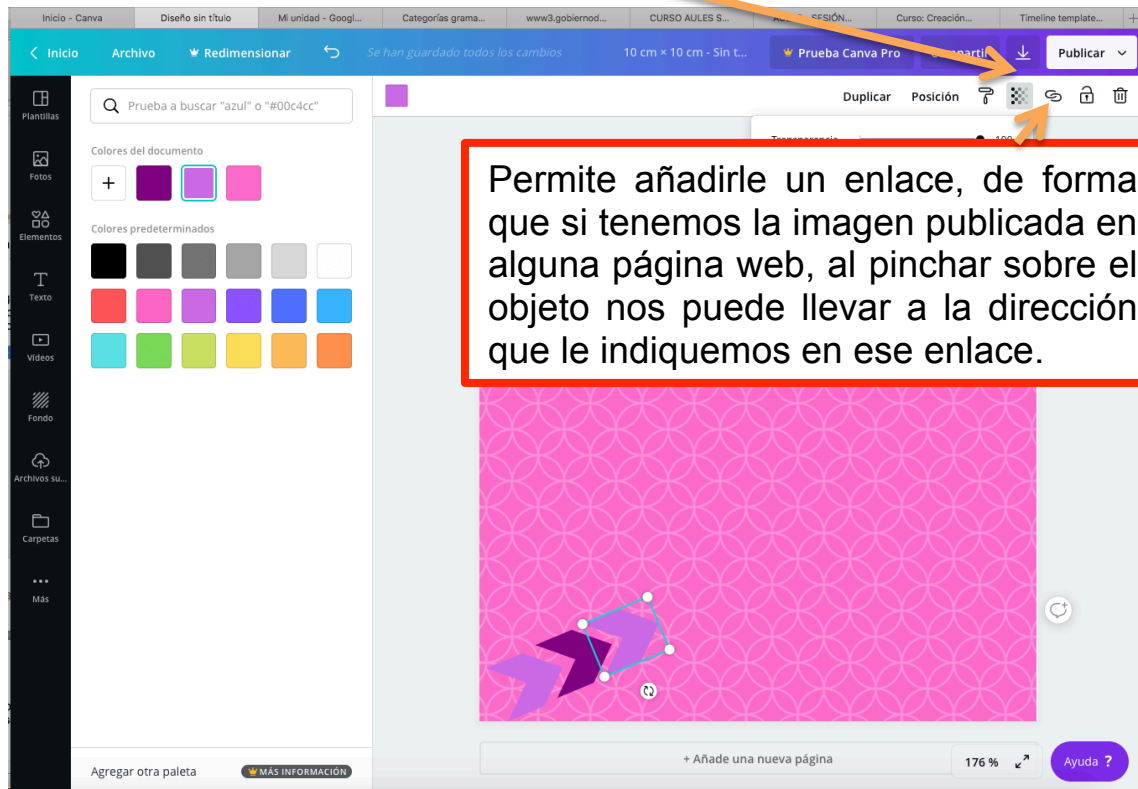 Inicio - Canva
Diseño sin título
Mi unidad - Googl...
Categorías grama...
www3.gobiernod...
CURSO AULES S...
SESIÓN...
Curso: Creación...
Timeline template...
+
< Inicio
Archivo
Redimensionar
Se han guardado todos los cambios
10 cm × 10 cm - Sin t...
Prueba Canva Pro
Publicar
Plantillas
Fotos
Elementos
Texto
Vídeos
Fondo
Archivos su...
Carpetas
Más
Prueba a buscar "azul" o "#00c4cc"
Colores del documento
+
Colores predeterminados
Agregar otra paleta
MÁS INFORMACIÓN
Duplicar
Posición
Permite añadirle un enlace, de forma
que si tenemos la imagen publicada en
alguna página web, al pinchar sobre el
objeto nos puede llevar a la dirección
que le indiquemos en ese enlace.
+ Añade una nueva página
176 %
Ayuda ?